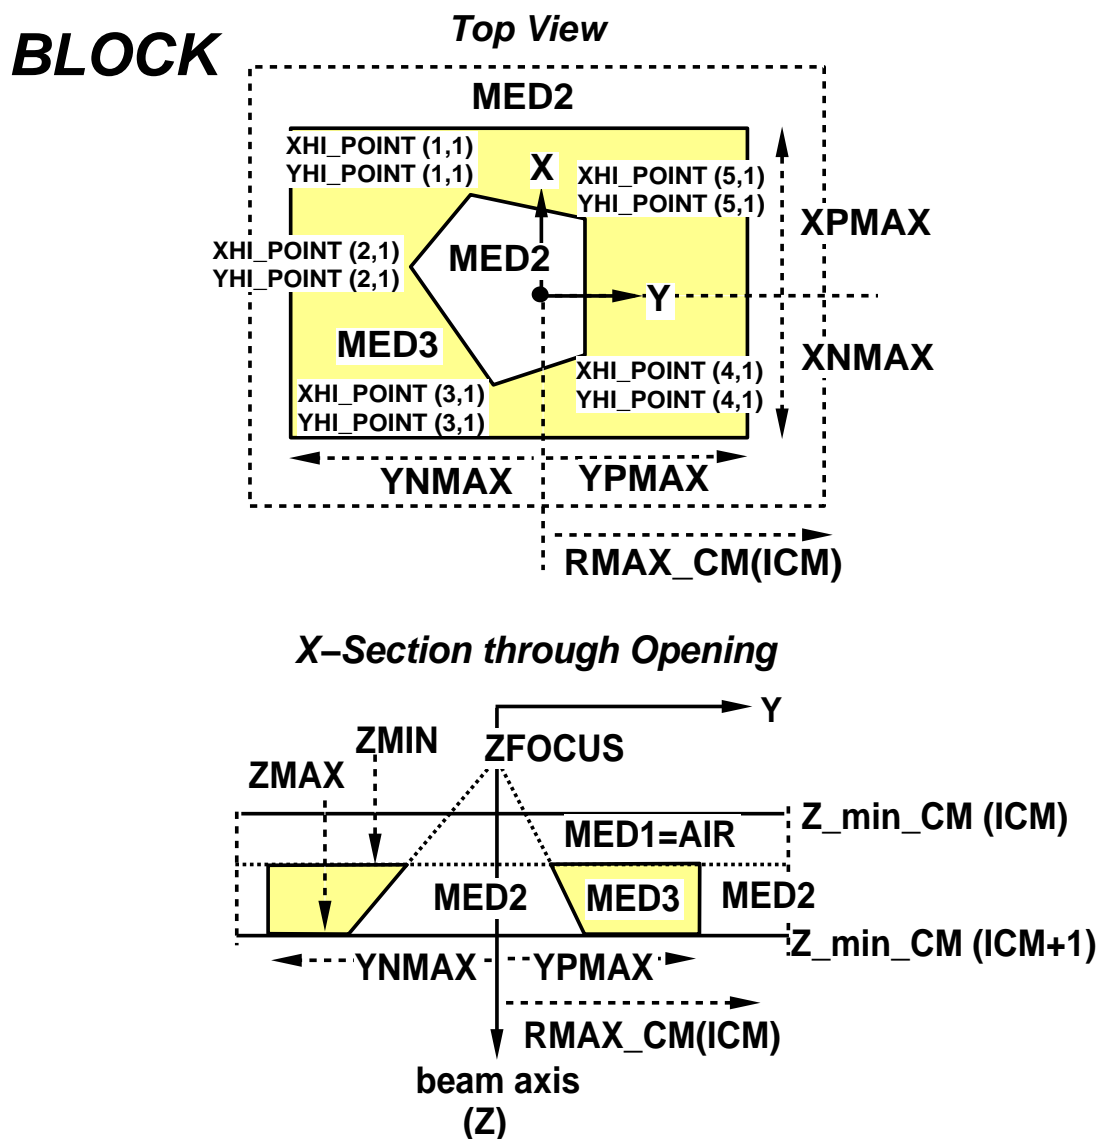 BLOCK
Top View
MED2
XHI_POINT (1,1)
YHI_POINT (1,1)
X
XHI_POINT (5,1)
YHI_POINT (5,1)
XPMAX
XHI_POINT (2,1)
YHI_POINT (2,1)
MED2
Y
MED3
XNMAX
XHI_POINT (3,1)
YHI_POINT (3,1)
XHI_POINT (4,1)
YHI_POINT (4,1)
YNMAX
YPMAX
RMAX_CM(ICM)
X–Section through Opening
Y
ZMIN
ZFOCUS
ZMAX
Z_min_CM (ICM)
MED1=AIR
MED2
MED3
MED2
Z_min_CM (ICM+1)
YNMAX
YPMAX
RMAX_CM(ICM)
beam axis
(Z)